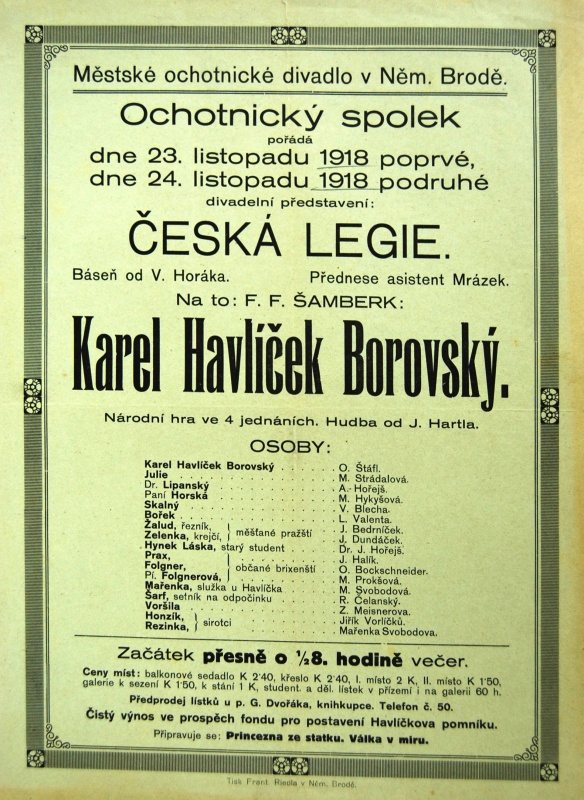 Městské ochotnické divadlo v Něm. Brodě.
Ochotnický spolek
pořádá
dne 23. listopadu 1918 poprvé,
dne 24. listopadu 1918 podruhé
divadelní představení:
ČESKÁ LEGIE.
Báseň od V. Horáka. Přednese asistent Mrázek.
Na to: F. F. ŠAMBERK:
Karel Havlíček Borovský.
Národní hra ve 4 jednáních. Hudba od J. Hartla.
OSOBY:
Karel Havlíček Borovský . . . . . . O. Štáfl.
Julie . . . . . . M. Strádalová.
Dr. Lipanský . . . . . . A. Hořejš.
Paní Horská . . . . . . M. Hykyšová.
Skalný . . . . . . V. Blecha.
Bořek . . . . . . L. Valenta.
Žalud, řezník, } měšťané pražští . . J. Bedrníček.
Zelenka, krejčí, } měšťané pražští . . J. Dundáček.
Hynek Láska, starý student . . . . Dr. J. Hořejš.
Prax, . . . . . . J. Halík.
Folgner, } občané brixenští . . O. Bockschneider.
Pí. Folgnerová, . . . . . . M. Prokšová.
Mařenka, služka u Havlíčka . . . . M. Svobodová.
Šarf, setník na odpočinku . . . . R. Čelanský.
Voršila . . . . . . Z. Meisnerova.
Honzík, } sirotci . . . . Jiřík Vorlíčků.
Rezinka, } sirotci . . . . Mařenka Svobodova.
Začátek přesně o ½8. hodině večer.
Ceny míst: balkonové sedadlo K 2'40, křeslo K 2'40, I. místo 2 K, II. místo K 1'50,
galerie k sezení K 1'50, k stání 1 K, student. a děl. lístek v přízemí i na galerii 60 h.
Předprodej lístků u p. G. Dvořáka, knihkupce. Telefon č. 50.
Čistý výnos ve prospěch fondu pro postavení Havlíčkova pomníku.
Připravuje se: Princezna ze statku. Válka v míru.
Tisk Frant. Riedla v Něm. Brodě.